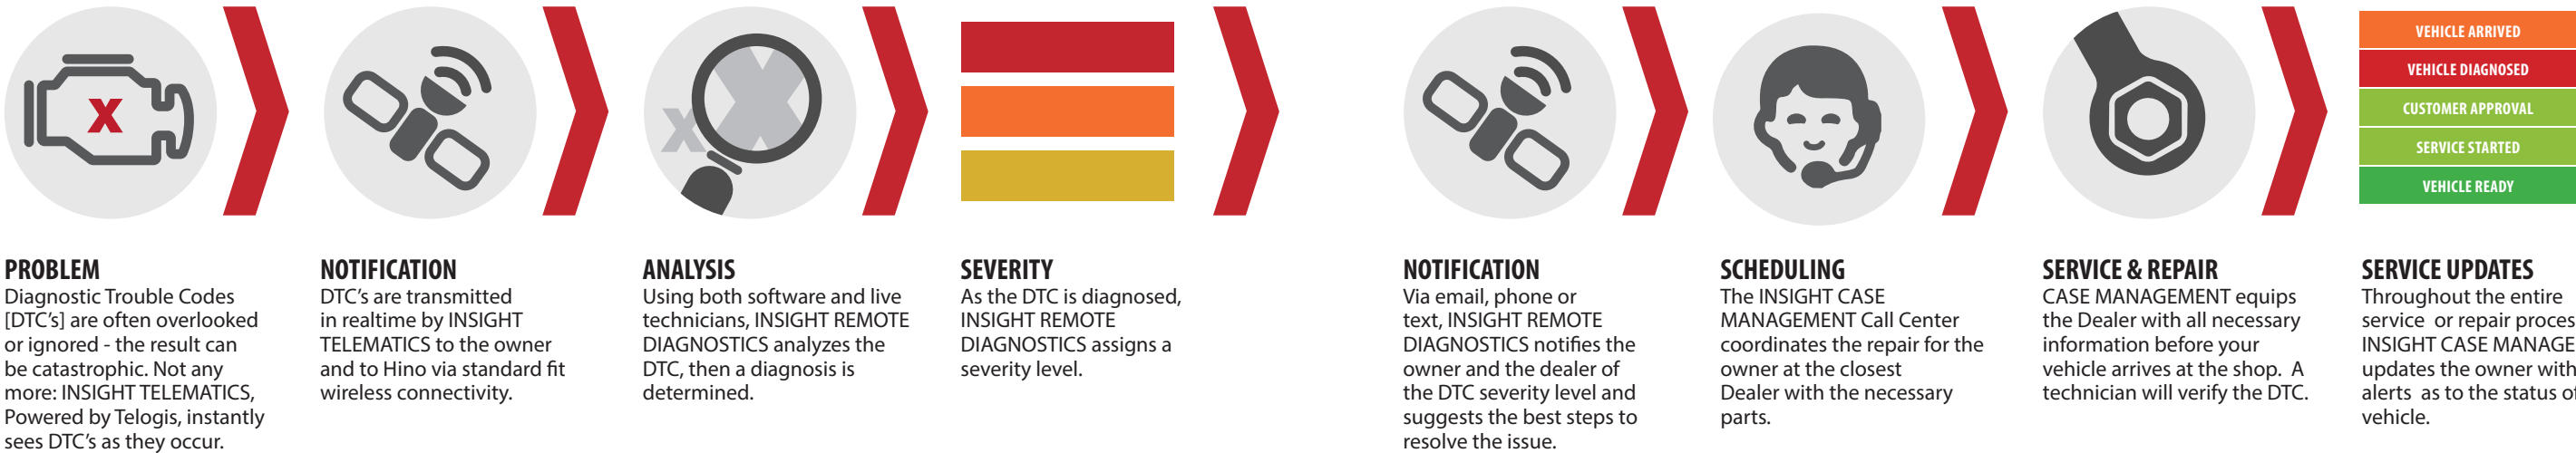 X
PROBLEM
Diagnostic Trouble Codes
[DTC's] are often overlooked
or ignored - the result can
be catastrophic. Not any
more: INSIGHT TELEMATICS,
Powered by Telogis, instantly
sees DTC's as they occur.
NOTIFICATION
DTC's are transmitted
in realtime by INSIGHT
TELEMATICS to the owner
and to Hino via standard fit
wireless connectivity.
X X
ANALYSIS
Using both software and live
technicians, INSIGHT REMOTE
DIAGNOSTICS analyzes the
DTC, then a diagnosis is
determined.
SEVERITY
As the DTC is diagnosed,
INSIGHT REMOTE
DIAGNOSTICS assigns a
severity level.
NOTIFICATION
Via email, phone or
text, INSIGHT REMOTE
DIAGNOSTICS notifies the
owner and the dealer of
the DTC severity level and
suggests the best steps to
resolve the issue.
SCHEDULING
The INSIGHT CASE
MANAGEMENT Call Center
coordinates the repair for the
owner at the closest
Dealer with the necessary
parts.
SERVICE & REPAIR
CASE MANAGEMENT equips
the Dealer with all necessary
information before your
vehicle arrives at the shop. A
technician will verify the DTC.
VEHICLE ARRIVED
VEHICLE DIAGNOSED
CUSTOMER APPROVAL
SERVICE STARTED
VEHICLE READY
SERVICE UPDATES
Throughout the entire
service or repair
INSIGHT CASE
updates the owner with
alerts as to the status
vehicle.